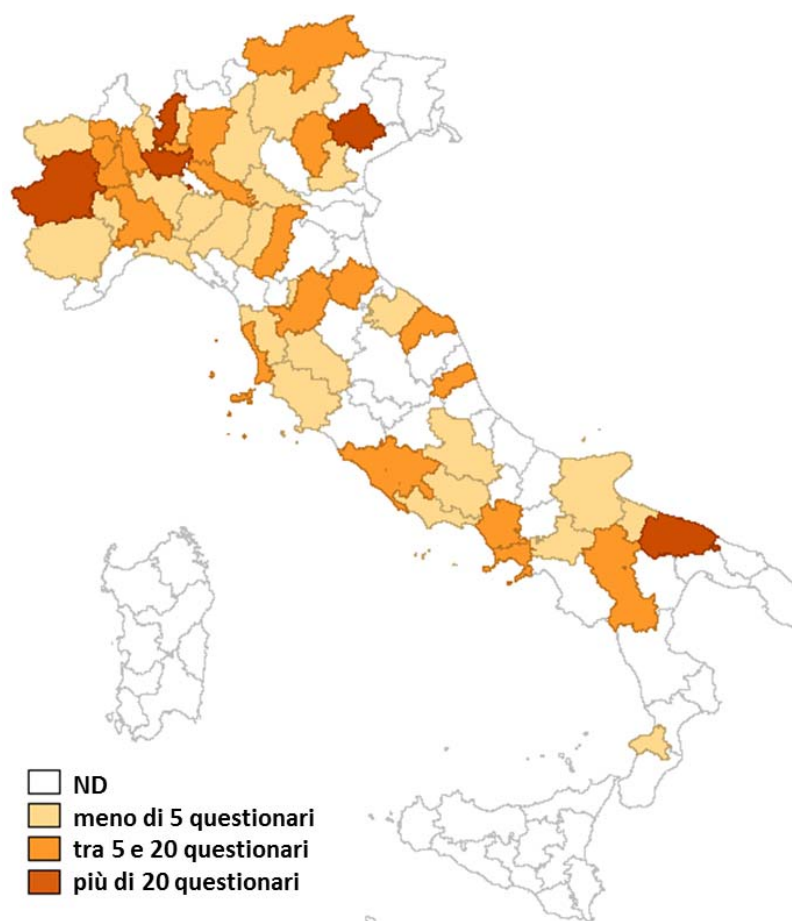 ND
meno di 5 questionari
tra 5 e 20 questionari
più di 20 questionari